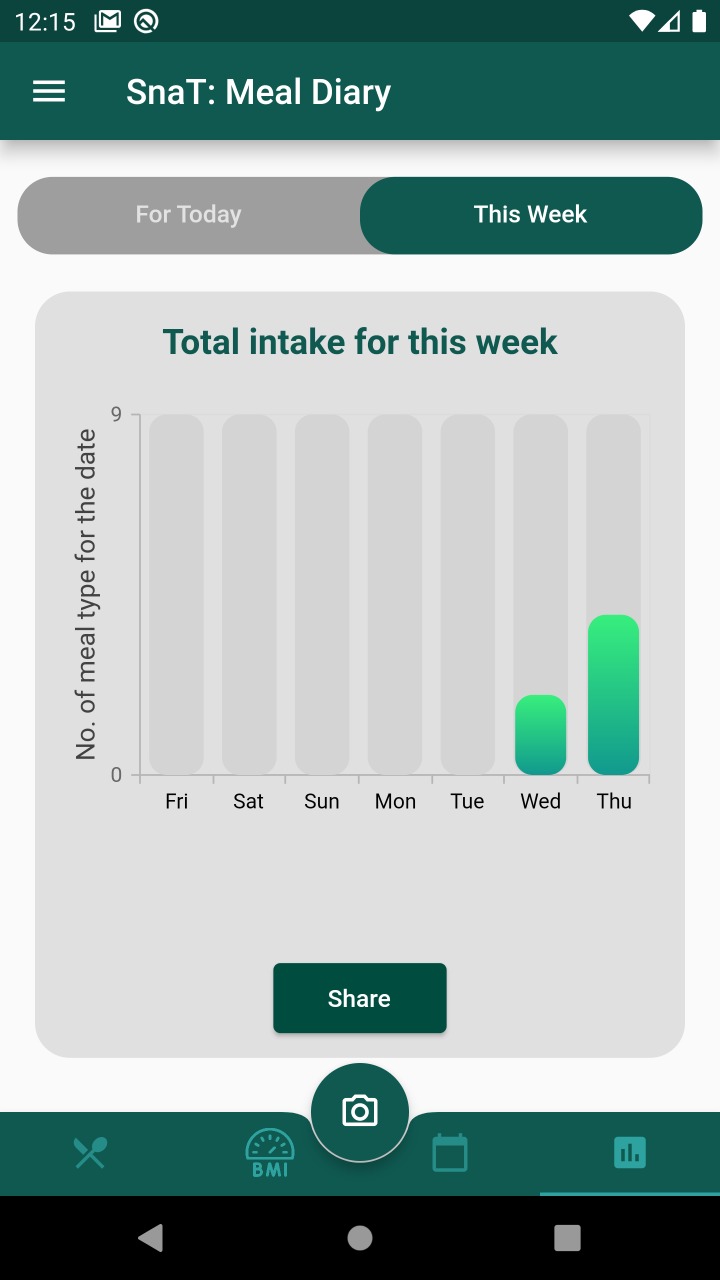 12:15
SnaT: Meal Diary
For Today
This Week
Total intake for this week
9
No. of meal type for the date
0
Fri Sat Sun Mon Tue Wed Thu
Share
BMI